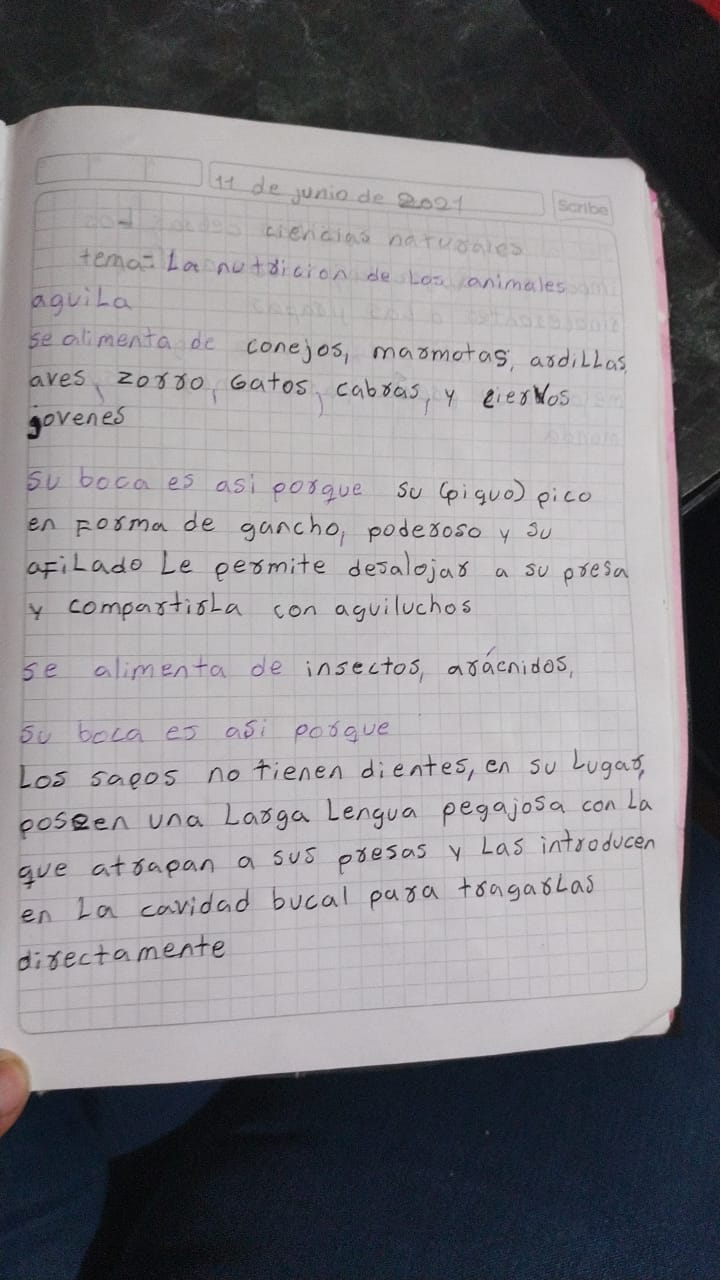 11 de junio de 2021
Scribe
ciencias naturales
tema= La nutricion de Los animales
aguila
se alimenta de conejos, marmotas, ardillas,
aves, zorro, Gatos, cabras, y ciervos
jovenes
su boca es asi porque su (piquo) pico
en Forma de gancho, poderoso y su
afilado Le permite desalojar a su presa
y compartirla con aguiluchos
se alimenta de insectos, arácnidos,
su boca es asi porque
Los sapos no tienen dientes, en su Lugar,
poseen una Larga Lengua pegajosa con La
que atrapan a sus presas y Las introducen
en La cavidad bucal para tragarlas
directamente